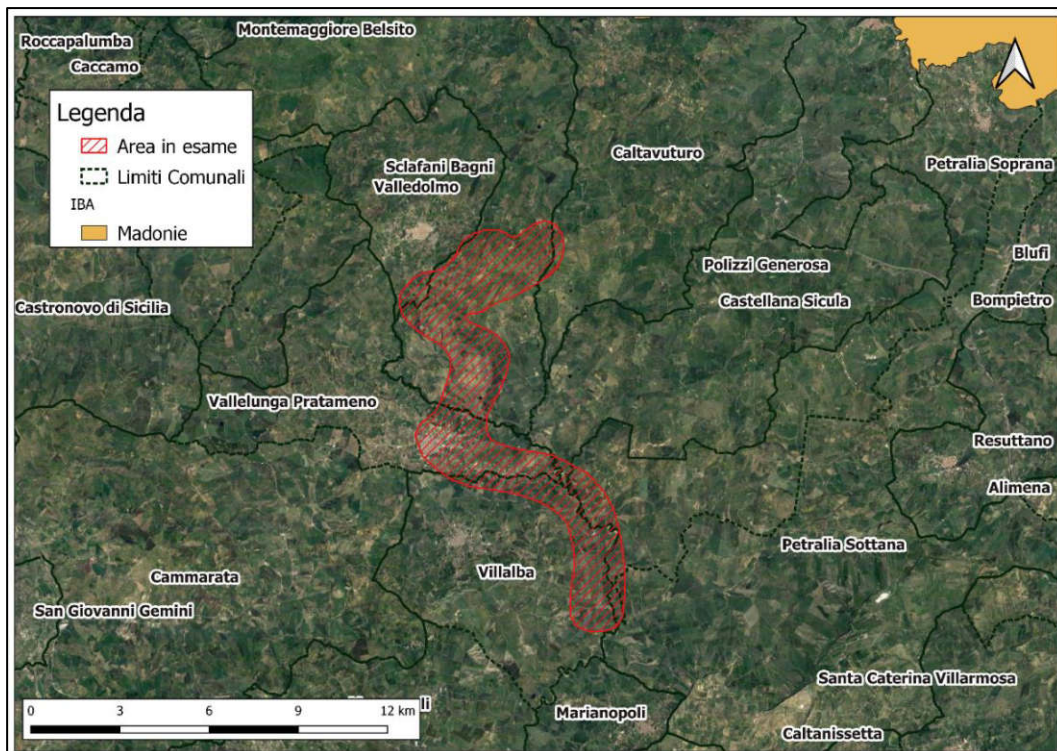 Montemaggiore Belsito
Roccapalumba
Caccamo
Legenda
Area in esame
Limiti Comunali
IBA
Madonie
Sclafani Bagni
Valledolmo
Caltavuturo
Petralia Soprana
Blufi
Polizzi Generosa
Castellana Sicula
Bompietro
Castronovo di Sicilia
Vallelunga Pratameno
Resuttano
Alimena
Petralia Sottana
Cammarata
Villalba
San Giovanni Gemini
Santa Caterina Villarmosa
li
0 3 6 9 12 km
Marianopoli
Caltanissetta